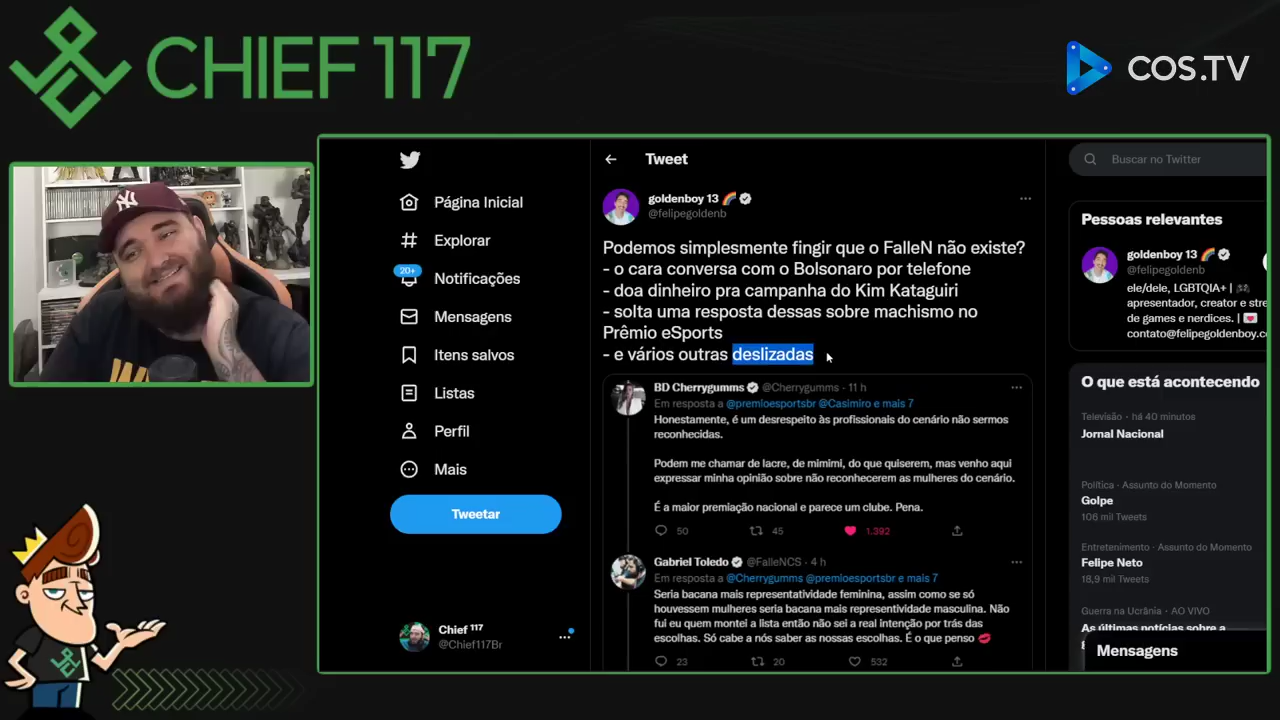 CHIEF 117
COS.TV
Página Inicial
Explorar
20+
Notificações
Mensagens
Itens salvos
Listas
Perfil
Mais
Tweetar
Chief 117
@Chief117Br
Tweet
goldenboy 13
@felipegoldenb
Podemos simplesmente fingir que o FalleN não existe?
- o cara conversa com o Bolsonaro por telefone
- doa dinheiro pra campanha do Kim Kataguiri
- solta uma resposta dessas sobre machismo no
Prêmio eSports
- e vários outras deslizadas
BD Cherrygumms @Cherrygumms · 11 h
Em resposta a @premioesportsbr @Casimiro e mais 7
Honestamente, é um desrespeito às profissionais do cenário não sermos
reconhecidas.
Podem me chamar de lacre, de mimimi, do que quiserem, mas venho aqui
expressar minha opinião sobre não reconhecerem as mulheres do cenário.
É a maior premiação nacional e parece um clube. Pena.
50 45 1.392
Gabriel Toledo @FalleNCS · 4 h
Em resposta a @Cherrygumms @premioesportsbr e mais 7
Seria bacana mais representatividade feminina, assim como se só
houvessem mulheres seria bacana mais representividade masculina. Não
fui eu quem montei a lista então não sei a real intenção por trás das
escolhas. Só cabe a nós saber as nossas escolhas. É o que penso
23 20 532
Buscar no Twitter
Pessoas relevantes
goldenboy 13
@felipegoldenb
ele/dele, LGBTQIA+ |
apresentador, creator e stre
de games e nerdices. |
contato@felipegoldenboy.c
O que está acontecendo
Televisão · há 40 minutos
Jornal Nacional
Política · Assunto do Momento
Golpe
106 mil Tweets
Entretenimento · Assunto do Momento
Felipe Neto
18,9 mil Tweets
Guerra na Ucrânia · AO VIVO
As últimas notícias sobre a
Mensagens